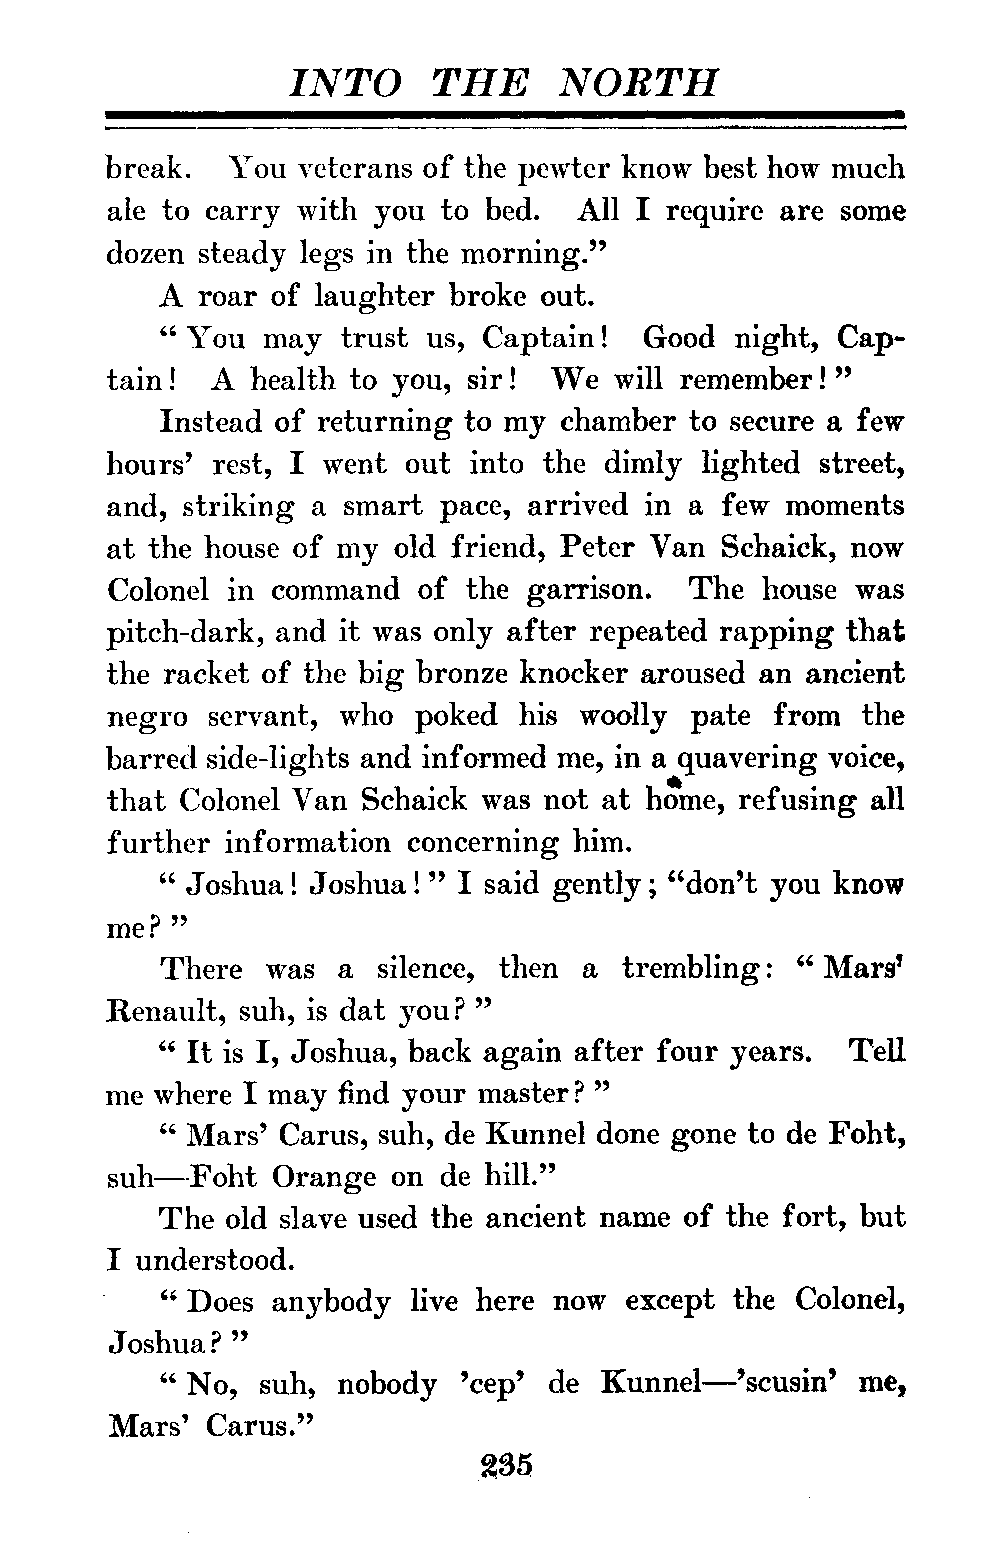 INTO THE NORTH
break. You veterans of the pewter know best how much
ale to carry with you to bed. All I require are some
dozen steady legs in the morning.”
A roar of laughter broke out.
“ You may trust us, Captain! Good night, Cap-
tain! A health to you, sir! We will remember!”
Instead of returning to my chamber to secure a few
hours’ rest, I went out into the dimly lighted street,
and, striking a smart pace, arrived in a few moments
at the house of my old friend, Peter Van Schaick, now
Colonel in command of the garrison. The house was
pitch-dark, and it was only after repeated rapping that
the racket of the big bronze knocker aroused an ancient
negro servant, who poked his woolly pate from the
barred side-lights and informed me, in a quavering voice,
that Colonel Van Schaick was not at home, refusing all
further information concerning him.
“ Joshua! Joshua!” I said gently; “don’t you know
me?”
There was a silence, then a trembling: “ Mars’
Renault, suh, is dat you?”
“ It is I, Joshua, back again after four years. Tell
me where I may find your master?”
“ Mars’ Carus, suh, de Kunnel done gone to de Foht,
suh—Foht Orange on de hill.”
The old slave used the ancient name of the fort, but
I understood.
“ Does anybody live here now except the Colonel,
Joshua?”
“ No, suh, nobody ’cep’ de Kunnel—’scusin’ me,
Mars’ Carus.”
235